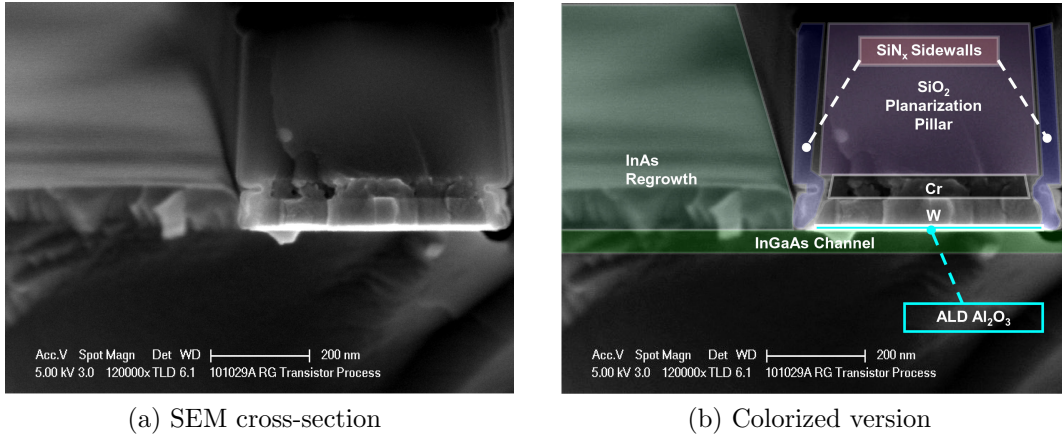 Acc.V Spot Magn Det WD 200 nm
5.00 kV 3.0 120000x TLD 6.1 101029A RG Transistor Process
(a) SEM cross-section
SiNx Sidewalls
SiO2
Planarization
Pillar
InAs
Regrowth
Cr
W
InGaAs Channel
ALD Al2O3
Acc.V Spot Magn Det WD 200 nm
5.00 kV 3.0 120000x TLD 6.1 101029A RG Transistor Process
(b) Colorized version